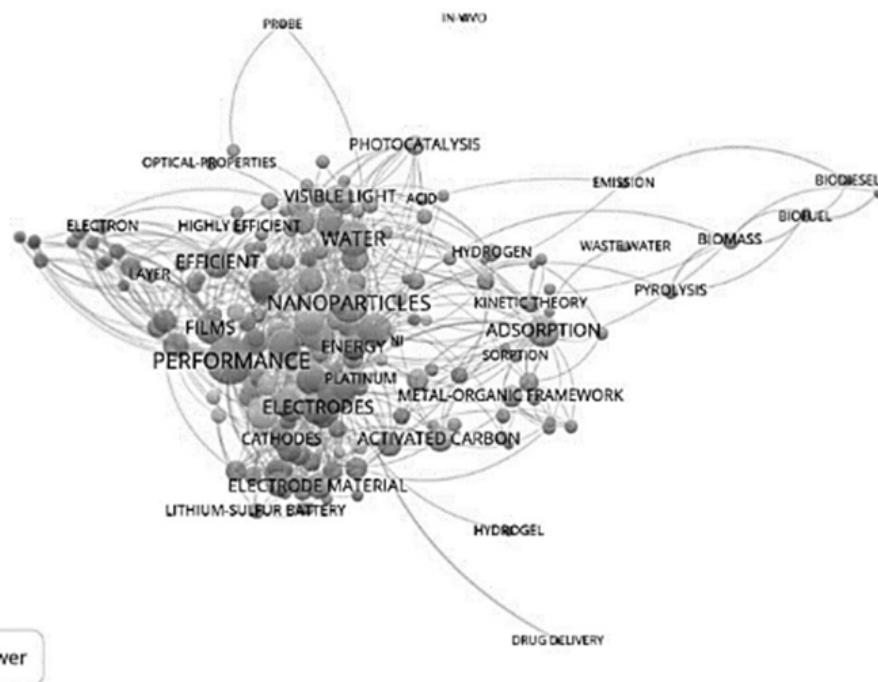 PROBE
IN-VIVO
PHOTOCATALYSIS
OPTICAL-PROPERTIES
EMISSION
BIODIESEL
VISIBLE LIGHT
ACID
BIOFUEL
ELECTRON
HIGHLY EFFICIENT
WATER
BIOMASS
HYDROGEN
WASTEWATER
EFFICIENT
LAYER
PYROLYSIS
NANOPARTICLES
KINETIC THEORY
FILMS
ADSORPTION
ENERGY
NI
SORPTION
PERFORMANCE
PLATINUM
METAL-ORGANIC FRAMEWORK
ELECTRODES
CATHODES
ACTIVATED CARBON
ELECTRODE MATERIAL
LITHIUM-SULFUR BATTERY
HYDROGEL
DRUG DELIVERY
wer